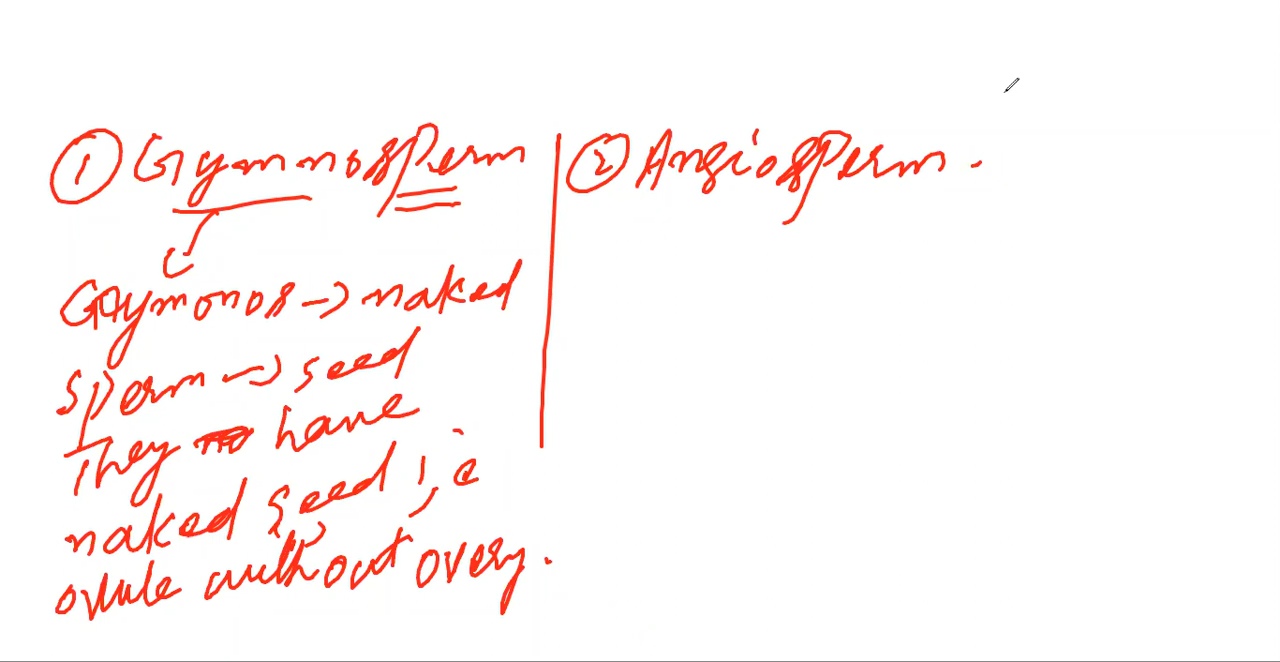 ① Gymnosperm
② Angiosperm.
Gymonos → naked
sperm → seed
They have
naked seed i,e
ovule without overy.